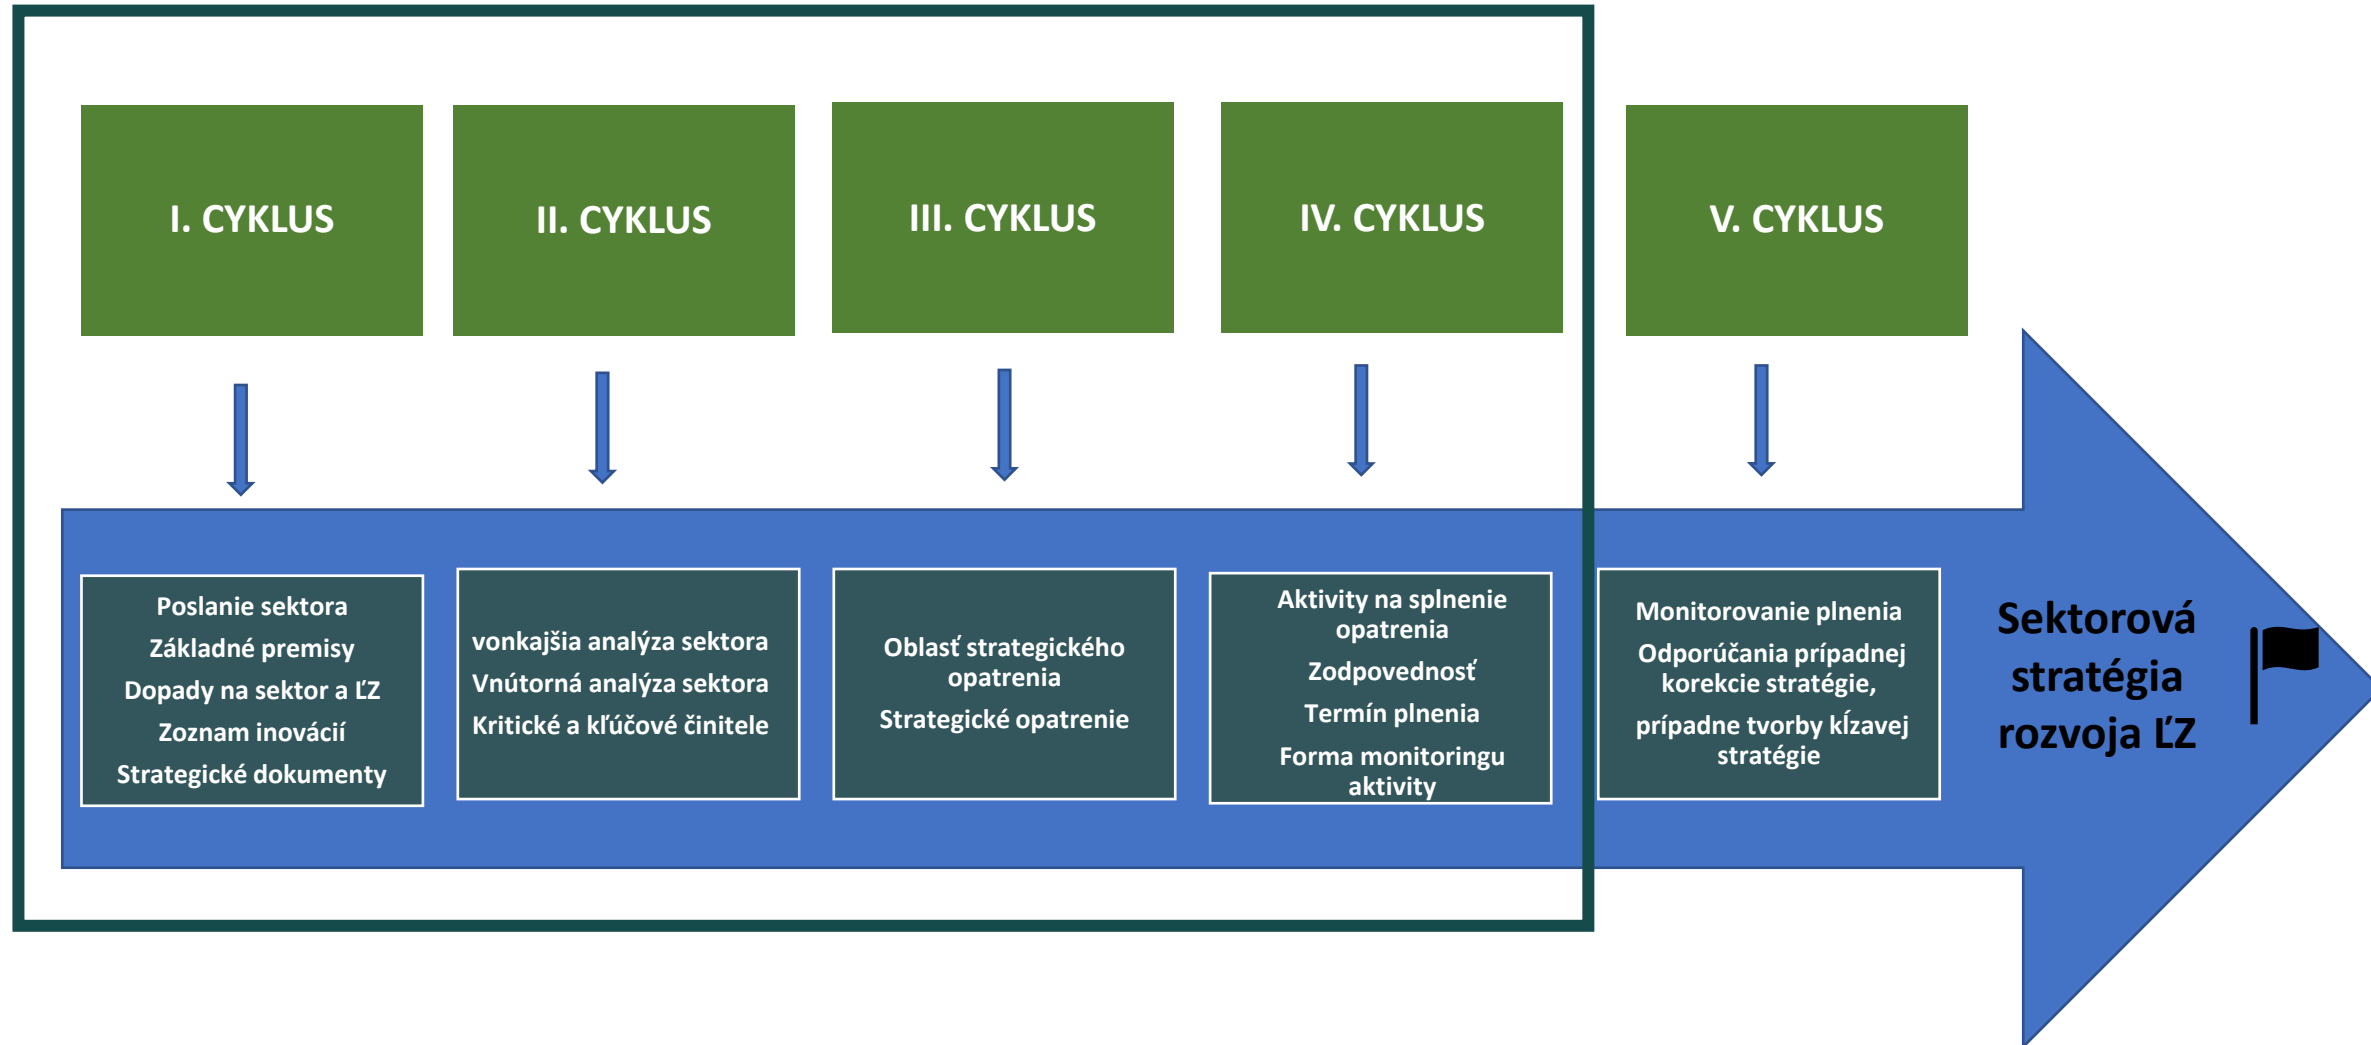 I. CYKLUS
II. CYKLUS
III. CYKLUS
IV. CYKLUS
V. CYKLUS
Poslanie sektora
Základné premisy
Dopady na sektor a ĽZ
Zoznam inovácií
Strategické dokumenty
vonkajšia analýza sektora
Vnútorná analýza sektora
Kritické a kľúčové činitele
Oblasť strategického
opatrenia
Strategické opatrenie
Aktivity na splnenie
opatrenia
Zodpovednosť
Termín plnenia
Forma monitoringu
aktivity
Monitorovanie plnenia
Odporúčania prípadnej
korekcie stratégie,
prípadne tvorby kĺzavej
stratégie
Sektorová
stratégia
rozvoja ĽZ